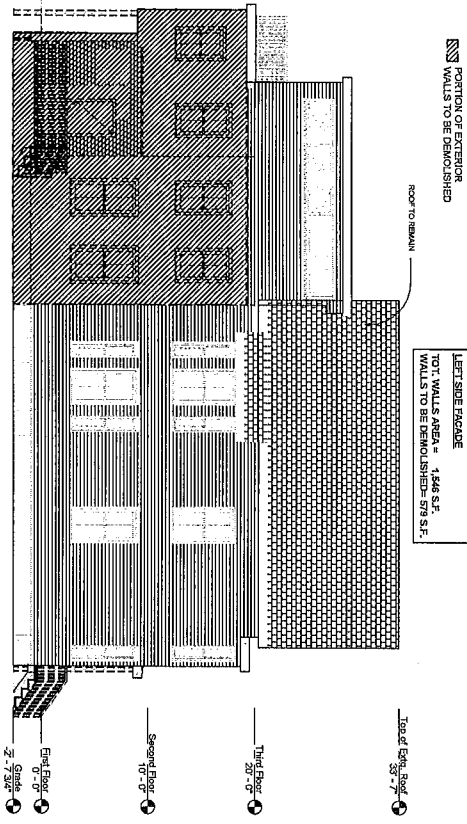 PORTION OF EXTERIOR
WALLS TO BE DEMOLISHED
ROOF TO REMAIN
LEFT SIDE FACADE
TOT. WALLS AREA = 1,646 S.F.
WALLS TO BE DEMOLISHED= 579 S.F.
Top of Extg. Roof
33' - 7"
Third Floor
20' - 0"
Second Floor
10' - 0"
First Floor
0' - 0"
Grade
-2' - 7 3/4"